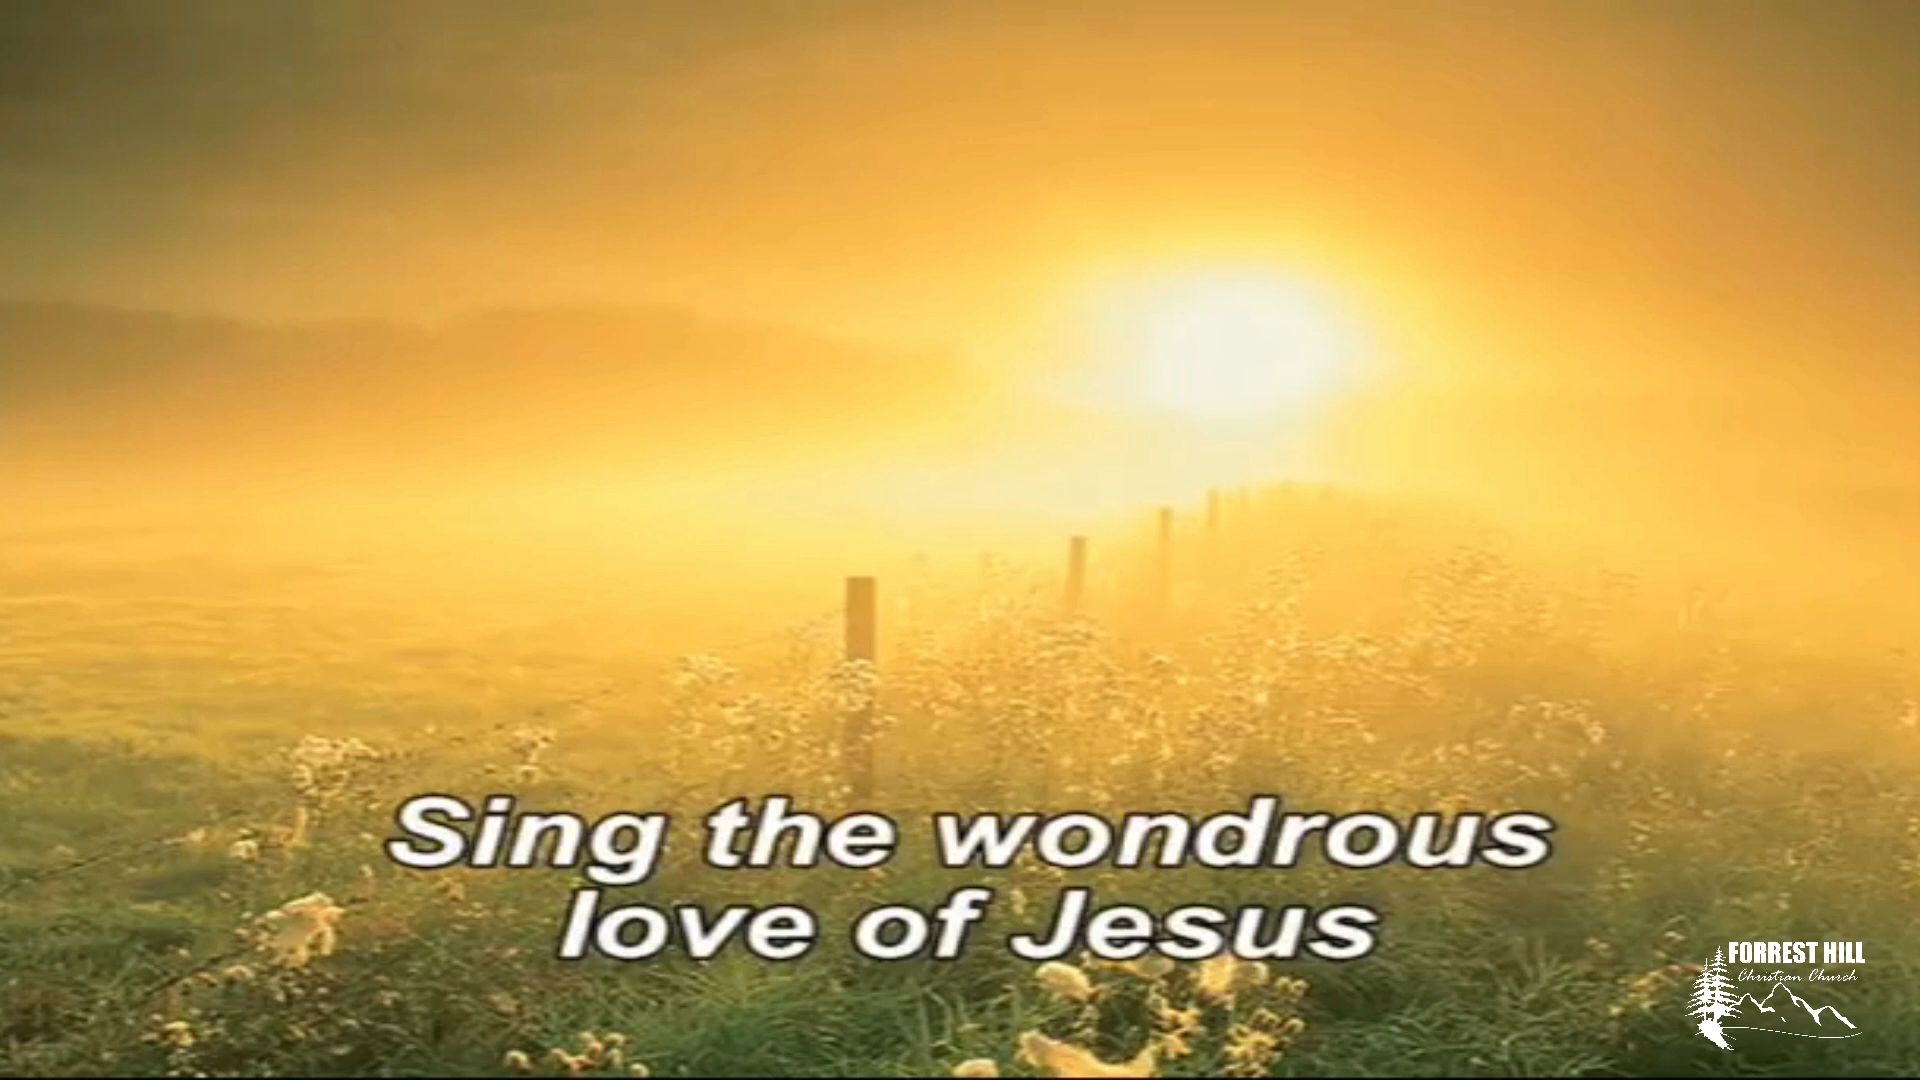 Sing the wondrous
love of Jesus
FORREST HILL
Christian Church